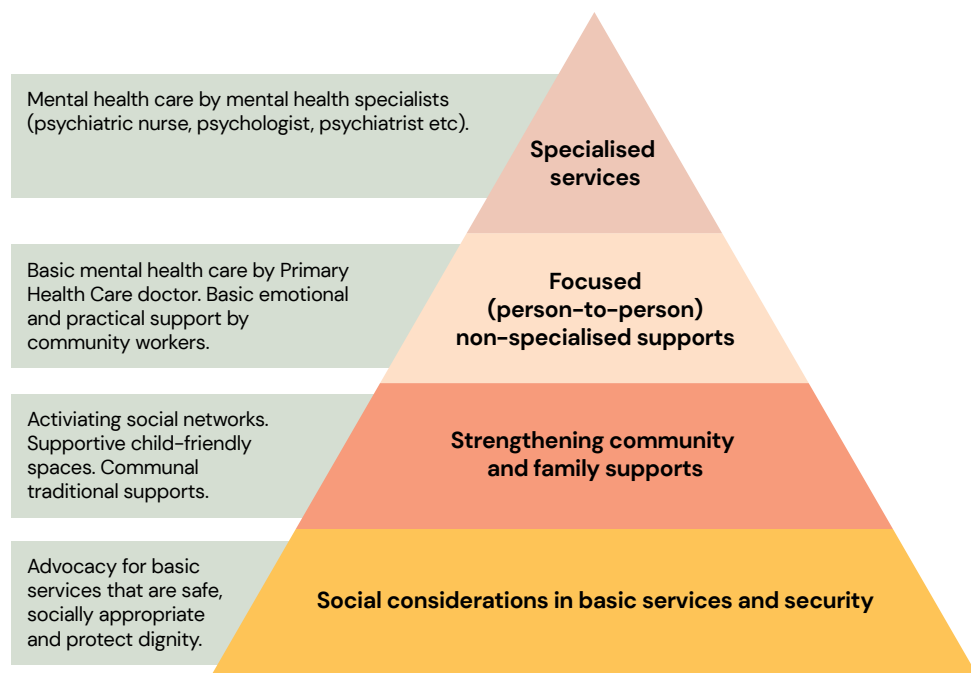 Mental health care by mental health specialists
(psychiatric nurse, psychologist, psychiatrist etc).
Specialised
services
Basic mental health care by Primary
Health Care doctor. Basic emotional
and practical support by
community workers.
Focused
(person-to-person)
non-specialised supports
Activiating social networks.
Supportive child-friendly
spaces. Communal
traditional supports.
Strengthening community
and family supports
Advocacy for basic
services that are safe,
socially appropriate
and protect dignity.
Social considerations in basic services and security